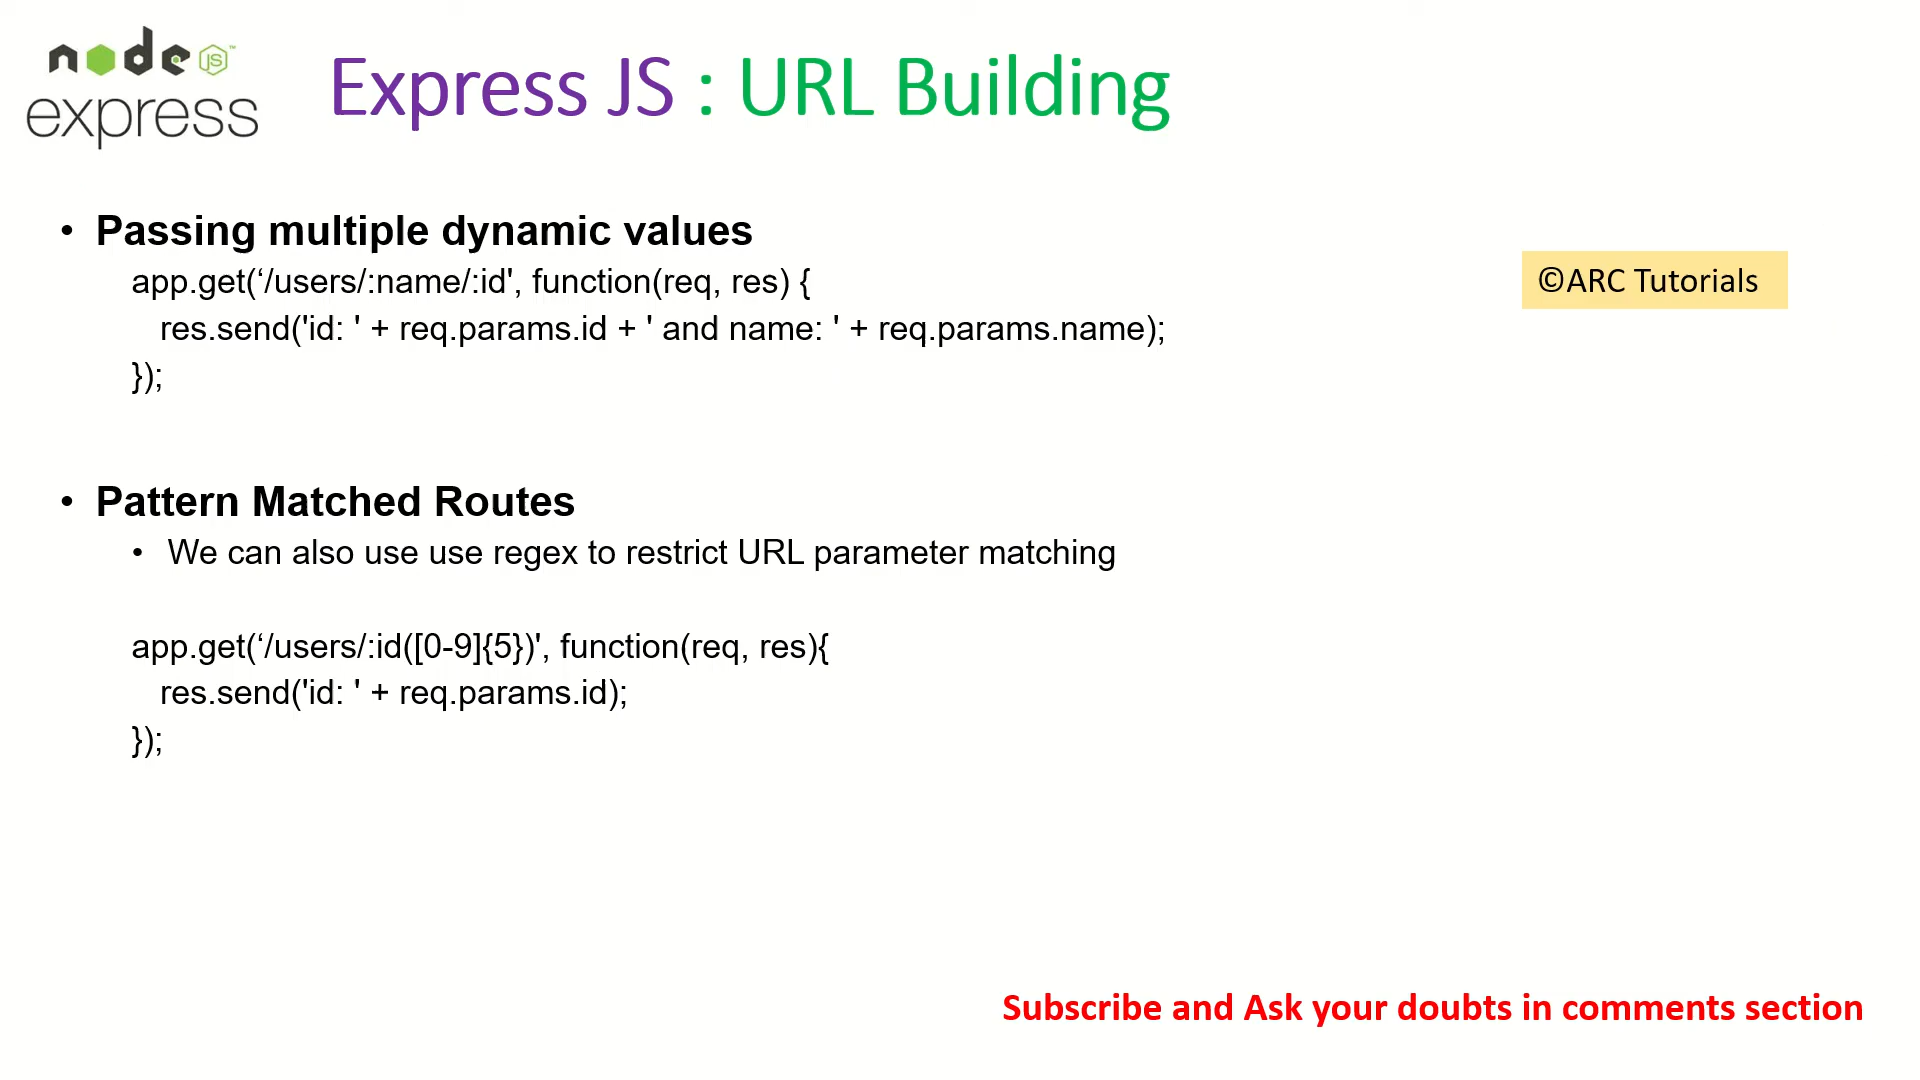 node JS™
express
Express JS : URL Building
• Passing multiple dynamic values
app.get(‘/users/:name/:id', function(req, res) {
res.send('id: ' + req.params.id + ' and name: ' + req.params.name);
});
©ARC Tutorials
• Pattern Matched Routes
• We can also use use regex to restrict URL parameter matching
app.get(‘/users/:id([0-9]{5})', function(req, res){
res.send('id: ' + req.params.id);
});
Subscribe and Ask your doubts in comments section